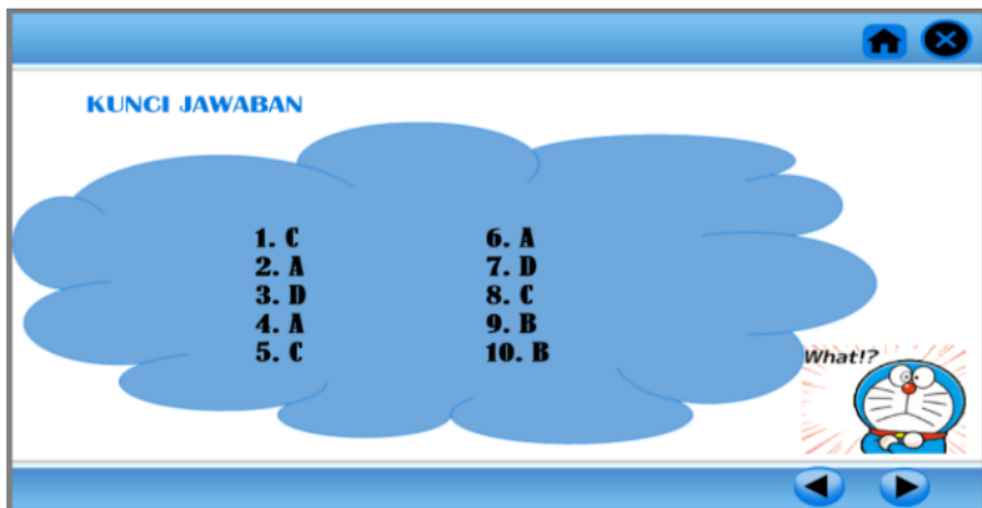 KUNCI JAWABAN
1. C
2. A
3. D
4. A
5. C
6. A
7. D
8. C
9. B
10. B
What!?